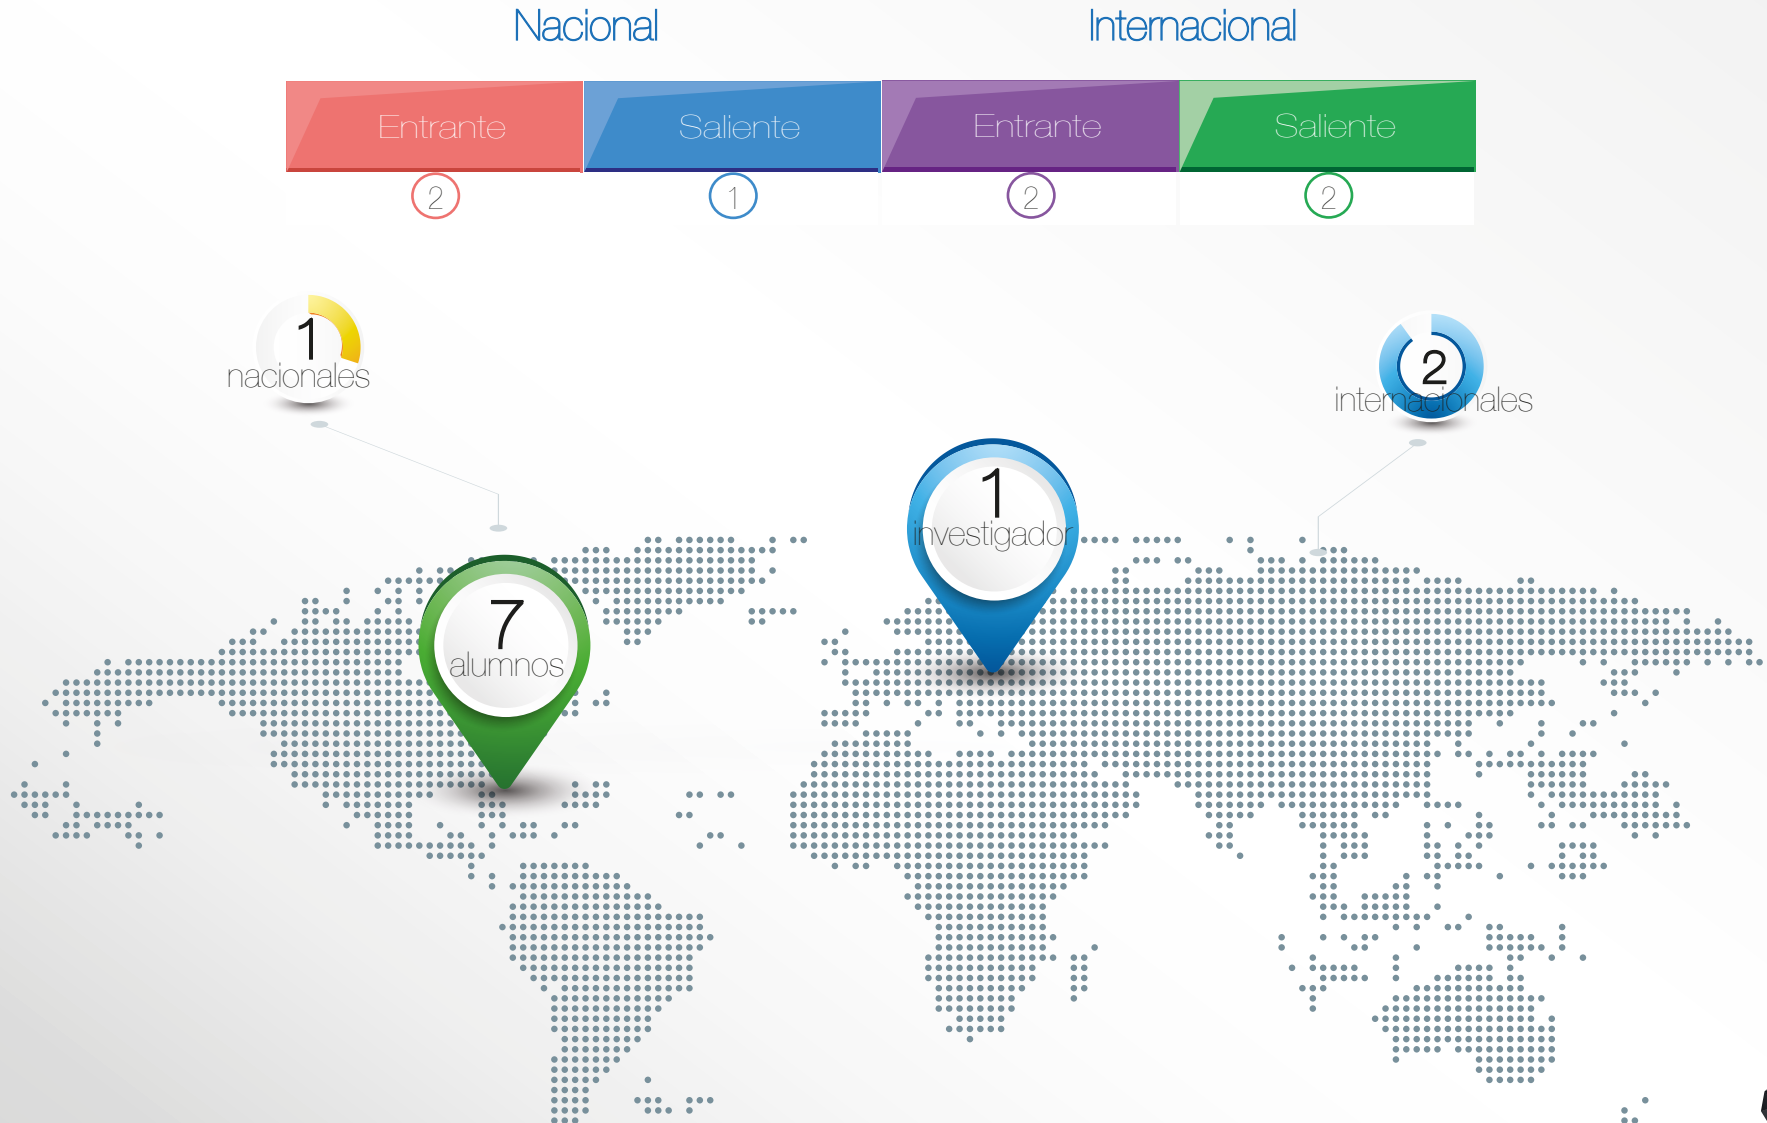 Nacional Internacional
Entrante Saliente Entrante Saliente
2 1 2 2
1
nacionales
2
internacionales
1
investigador
7
alumnos